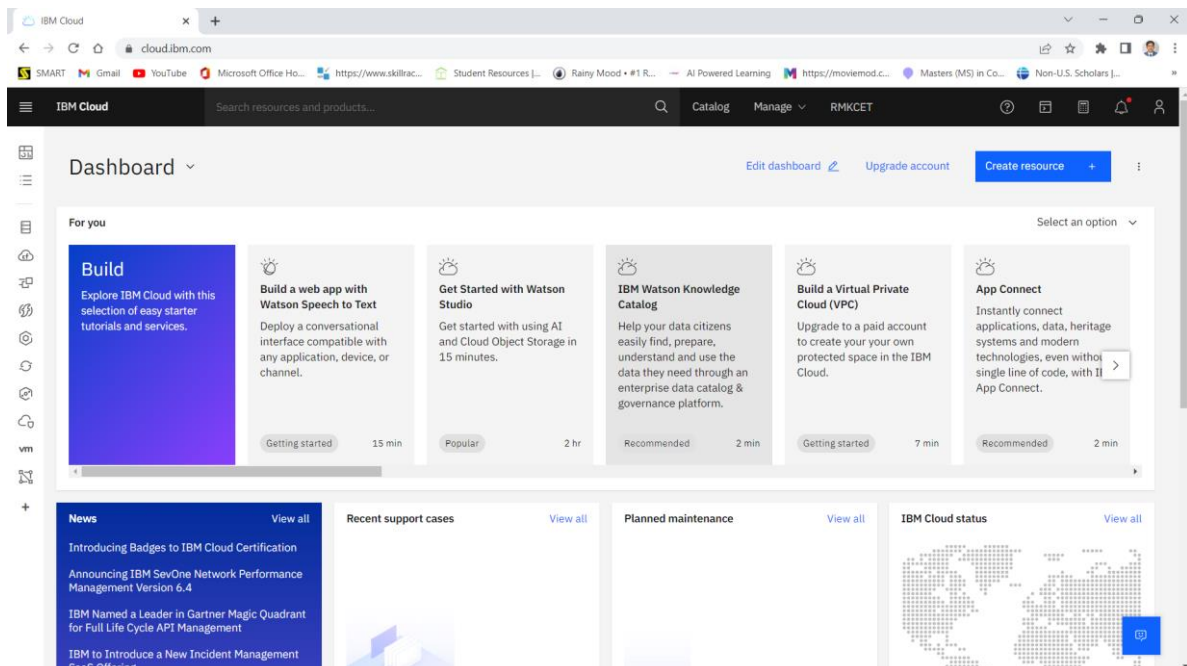 IBM Cloud
cloud.ibm.com
SMART Gmail YouTube Microsoft Office Ho... https://www.skillrac... Student Resources |... Rainy Mood • #1 R... AI Powered Learning https://moviemod.c... Masters (MS) in Co... Non-U.S. Scholars |...
IBM Cloud Search resources and products... Catalog Manage RMKCET
Dashboard Edit dashboard Upgrade account Create resource +
For you Select an option
Build
Explore IBM Cloud with this
selection of easy starter
tutorials and services.
Build a web app with
Watson Speech to Text
Deploy a conversational
interface compatible with
any application, device, or
channel.
Getting started 15 min
Get Started with Watson
Studio
Get started with using AI
and Cloud Object Storage in
15 minutes.
Popular 2 hr
IBM Watson Knowledge
Catalog
Help your data citizens
easily find, prepare,
understand and use the
data they need through an
enterprise data catalog &
governance platform.
Recommended 2 min
Build a Virtual Private
Cloud (VPC)
Upgrade to a paid account
to create your your own
protected space in the IBM
Cloud.
Getting started 7 min
App Connect
Instantly connect
applications, data, heritage
systems and modern
technologies, even
single line of code, with
App Connect.
Recommended 2 min
vm
News View all
Introducing Badges to IBM Cloud Certification
Announcing IBM SevOne Network Performance
Management Version 6.4
IBM Named a Leader in Gartner Magic Quadrant
for Full Life Cycle API Management
IBM to Introduce a New Incident Management
Recent support cases View all
Planned maintenance View all
IBM Cloud status View all